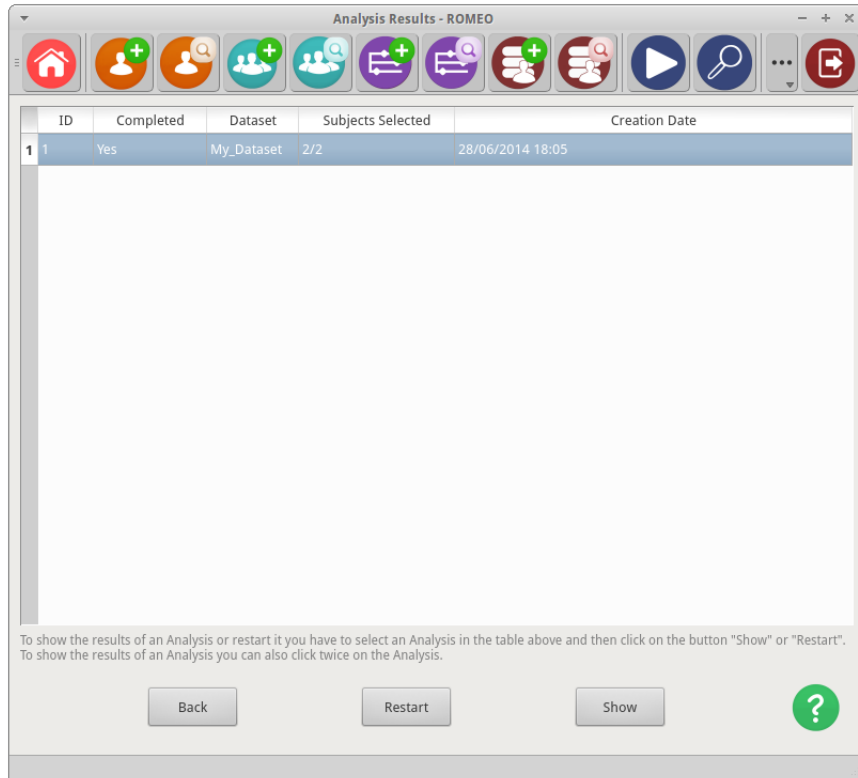 Analysis Results - ROMEO
ID Completed Dataset Subjects Selected Creation Date
1 1 Yes My_Dataset 2/2 28/06/2014 18:05
To show the results of an Analysis or restart it you have to select an Analysis in the table above and then click on the button "Show" or "Restart".
To show the results of an Analysis you can also click twice on the Analysis.
Back Restart Show ?